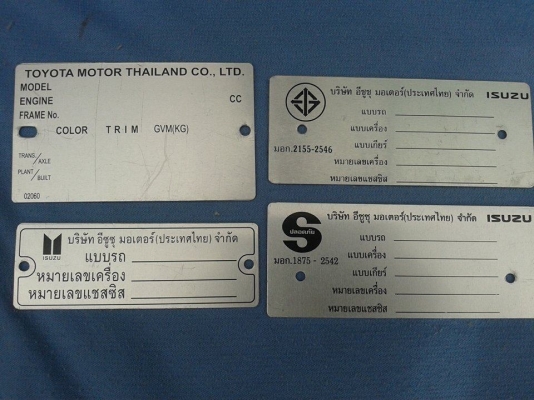 TOYOTA MOTOR THAILAND CO., LTD.
MODEL
ENGINE CC
FRAME No.
COLOR TRIM GVM(KG)
TRANS/AXLE
PLANT/BUILT
02060
บริษัท อีซูซุ มอเตอร์(ประเทศไทย) จำกัด ISUZU
แบบรถ
แบบเครื่อง
มอก.2155-2546 แบบเกียร์
หมายเลขเครื่อง
หมายเลขแชสซิส
บริษัท อีซูซุ มอเตอร์(ประเทศไทย) จำกัด
ISUZU แบบรถ
หมายเลขเครื่อง
หมายเลขแชสซิส
ปลอดภัย บริษัท อีซูซุ มอเตอร์(ประเทศไทย) จำกัด ISUZU
S แบบรถ
แบบเครื่อง
มอก.1875 - 2542 แบบเกียร์
หมายเลขเครื่อง
หมายเลขแชสซิส